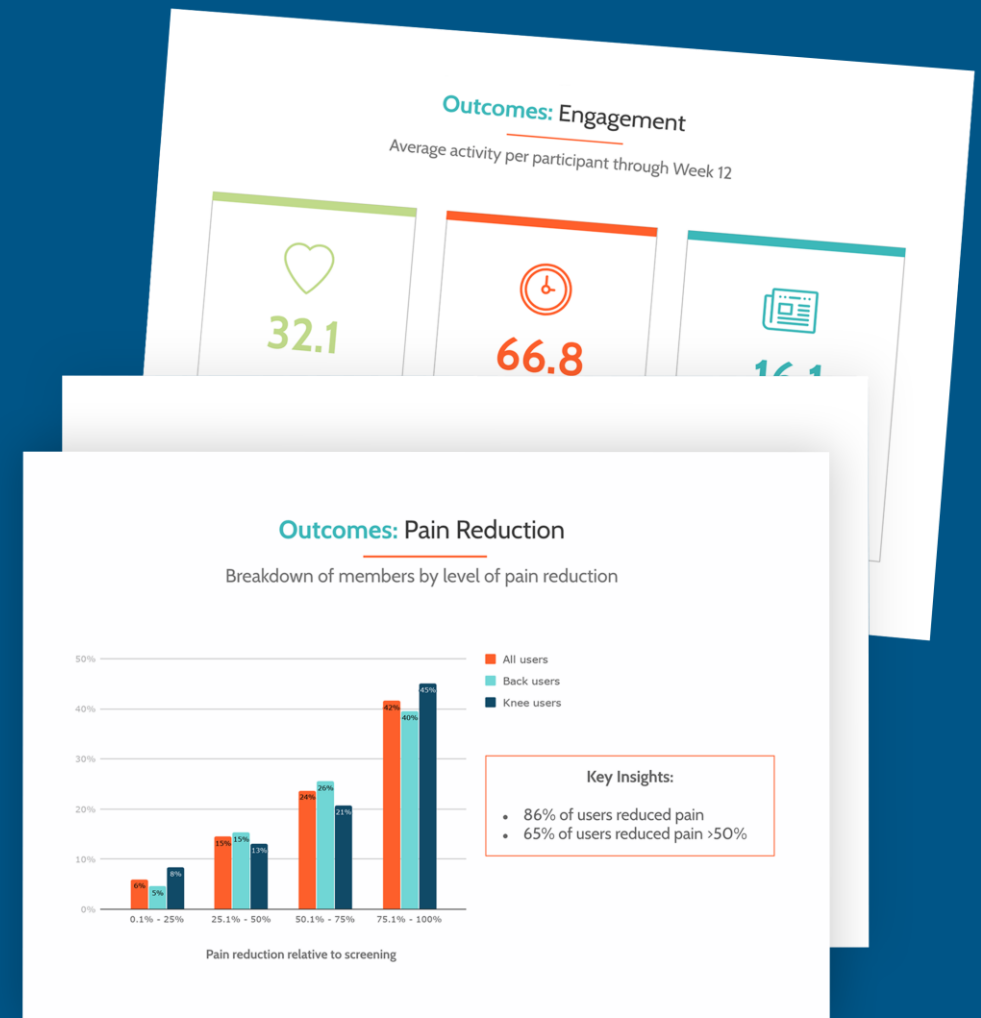 Outcomes: Engagement
Average activity per participant through Week 12
32.1
66.8
Outcomes: Pain Reduction
Breakdown of members by level of pain reduction
50%
40%
30%
20%
10%
0%
6%
5%
8%
15%
15%
13%
24%
26%
21%
42%
40%
45%
0.1% - 25%
25.1% - 50%
50.1% - 75%
75.1% - 100%
Pain reduction relative to screening
All users
Back users
Knee users
Key Insights:
• 86% of users reduced pain
• 65% of users reduced pain >50%